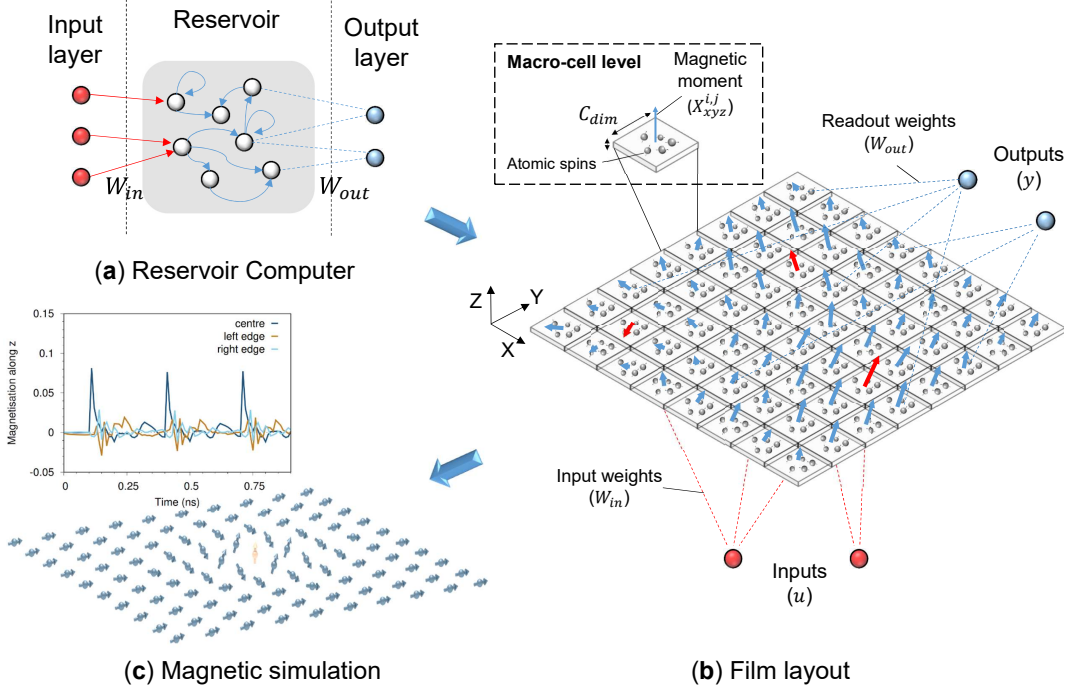 Input
layer
Reservoir
Output
layer
W_in
W_out
(a) Reservoir Computer
Macro-cell level
Magnetic
moment
(X_xyz^i,j)
C_dim
Atomic spins
Readout weights
(W_out)
Outputs
(y)
Z
Y
X
Input weights
(W_in)
Inputs
(u)
(b) Film layout
0.15
0.1
0.05
0
-0.05
Magnetisation along z
centre
left edge
right edge
0
0.25
0.5
0.75
Time (ns)
(c) Magnetic simulation